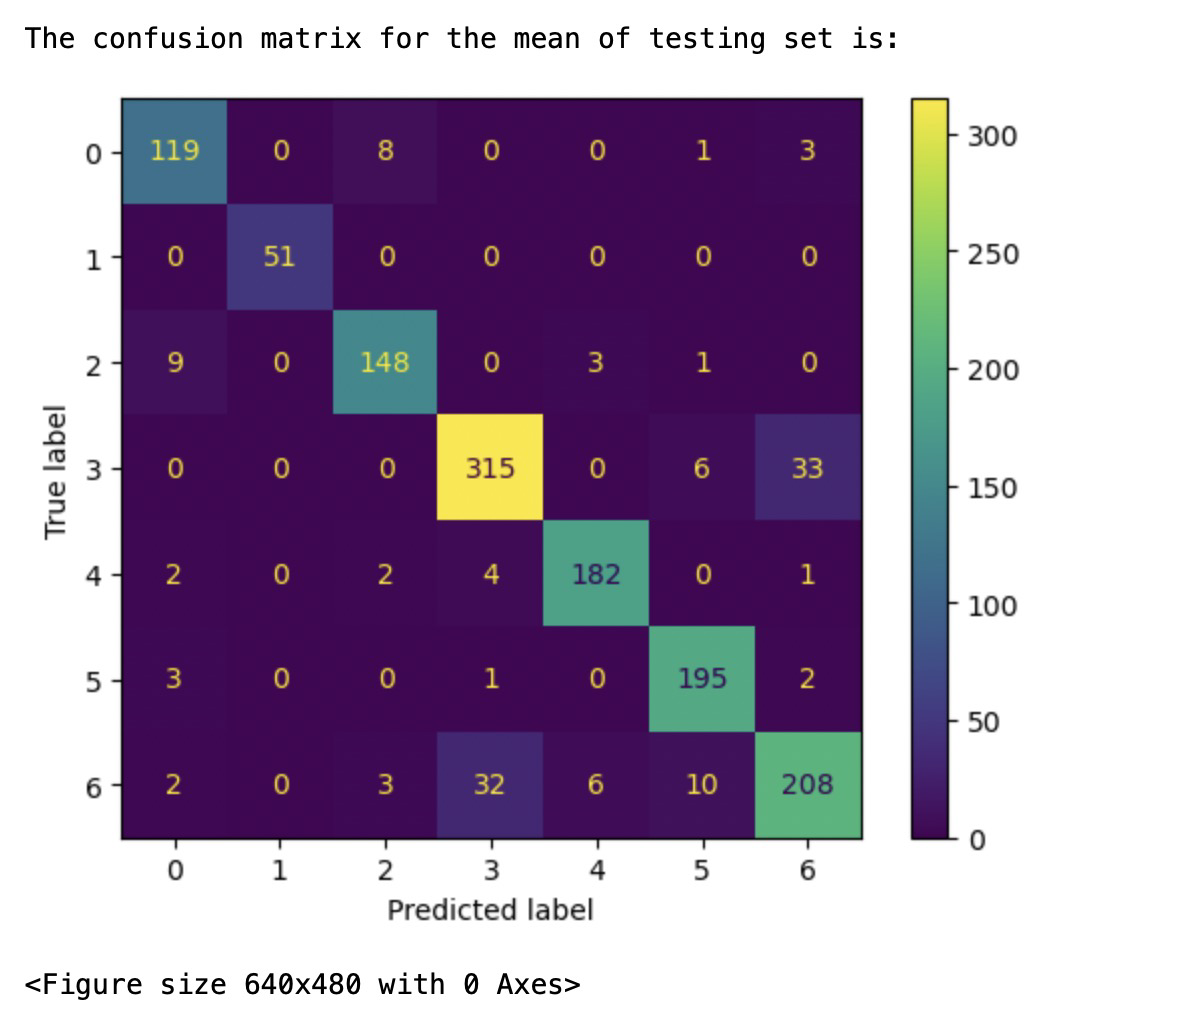 The confusion matrix for the mean of testing set is:
0 119 0 8 0 0 1 3
1 0 51 0 0 0 0 0
2 9 0 148 0 3 1 0
3 0 0 0 315 0 6 33
4 2 0 2 4 182 0 1
5 3 0 0 1 0 195 2
6 2 0 3 32 6 10 208
0 1 2 3 4 5 6
Predicted label
True label
300
250
200
150
100
50
0
<Figure size 640x480 with 0 Axes>